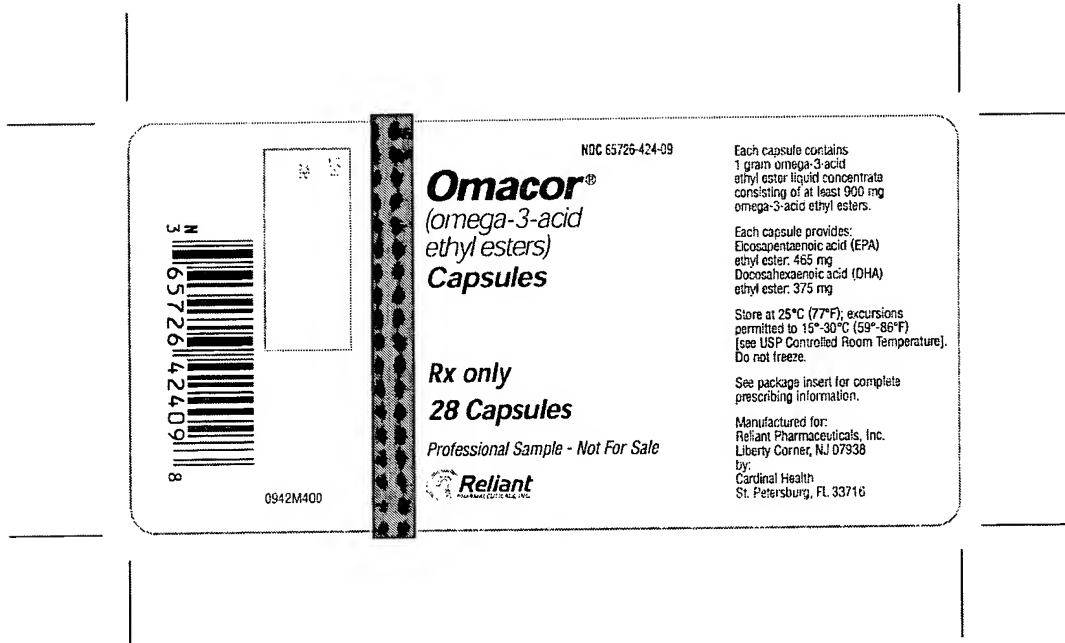 N
3 65726 42409 8
0942M400
NDC 65726-424-09
Omacor®
(omega-3-acid
ethyl esters)
Capsules
Rx only
28 Capsules
Professional Sample - Not For Sale
Reliant
PHARMACEUTICALS, INC.
Each capsule contains
1 gram omega-3-acid
ethyl ester liquid concentrate
consisting of at least 900 mg
omega-3-acid ethyl esters.
Each capsule provides:
Eicosapentaenoic acid (EPA)
ethyl ester: 465 mg
Docosahexaenoic acid (DHA)
ethyl ester: 375 mg
Store at 25°C (77°F); excursions
permitted to 15°-30°C (59°-86°F)
[see USP Controlled Room Temperature].
Do not freeze.
See package insert for complete
prescribing information.
Manufactured for:
Reliant Pharmaceuticals, Inc.
Liberty Corner, NJ 07938
by:
Cardinal Health
St. Petersburg, FL 33716